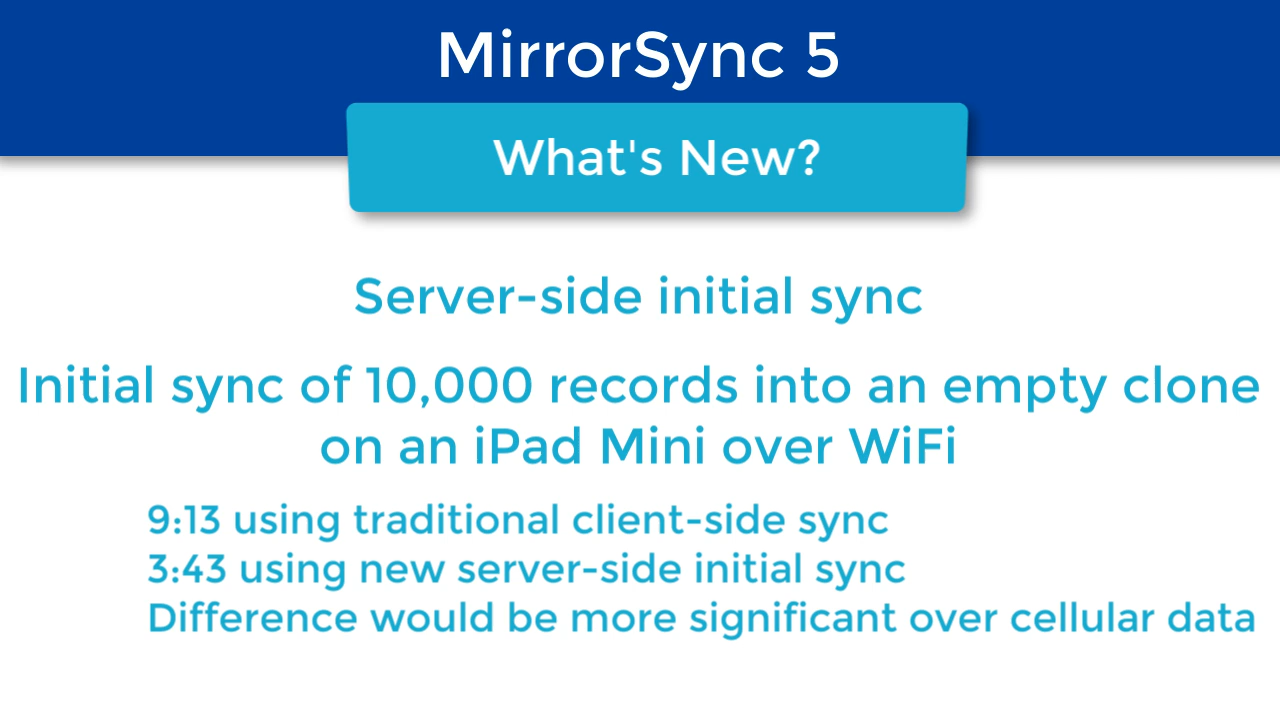 MirrorSync 5
What's New?
Server-side initial sync
Initial sync of 10,000 records into an empty clone
on an iPad Mini over WiFi
9:13 using traditional client-side sync
3:43 using new server-side initial sync
Difference would be more significant over cellular data